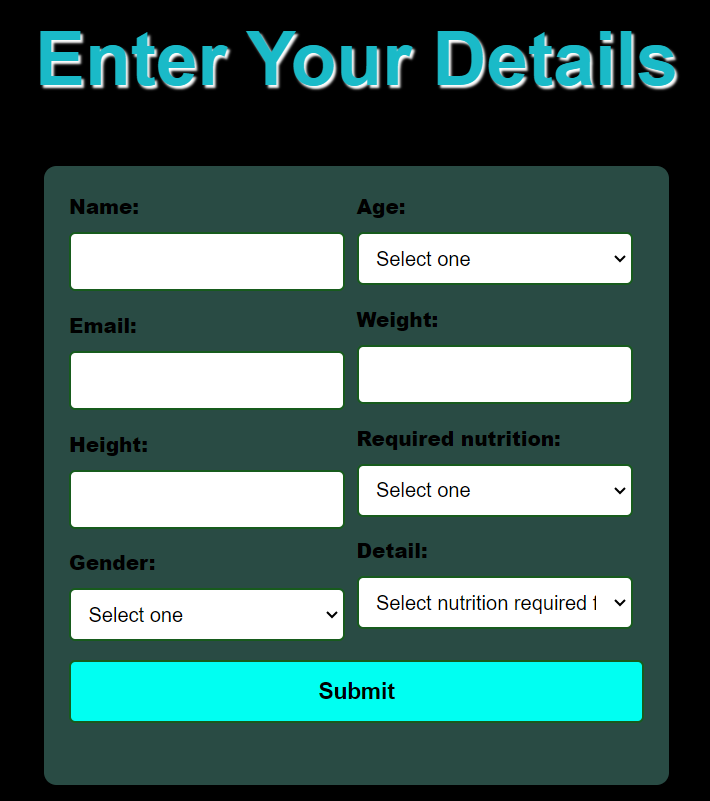 Enter Your Details
Name:
Age:
Select one
Email:
Weight:
Height:
Required nutrition:
Select one
Gender:
Select one
Detail:
Select nutrition required
Submit